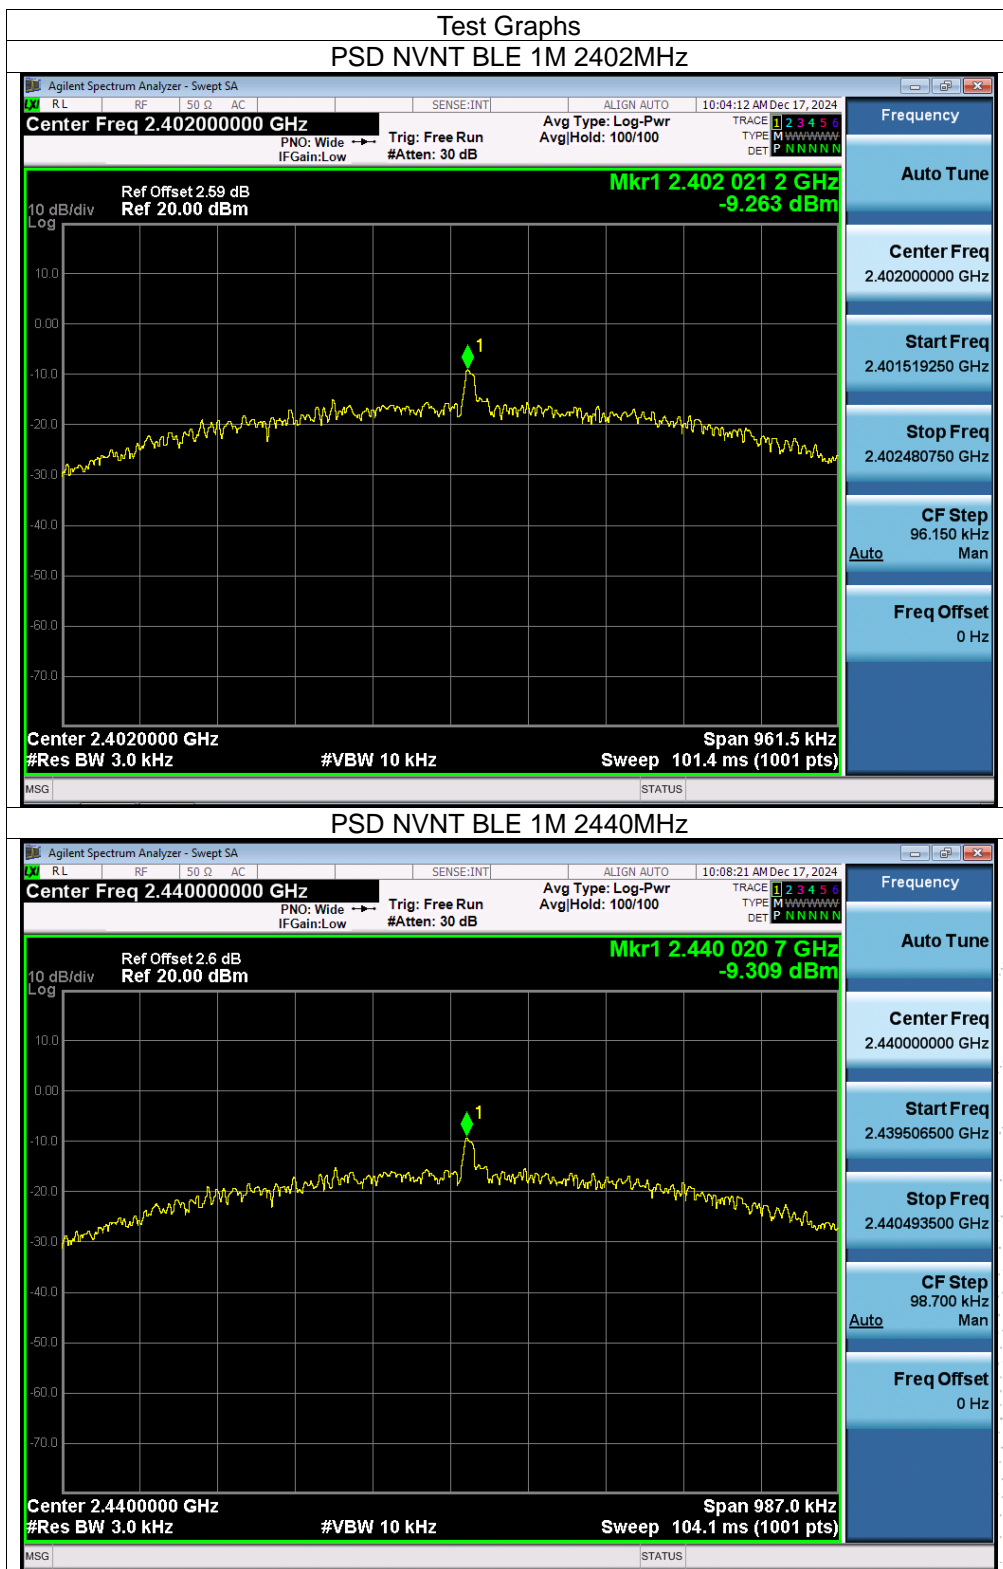 Test Graphs
PSD NVNT BLE 1M 2402MHz
Agilent Spectrum Analyzer - Swept SA
LXI RL RF 50 Ω AC SENSE:INT ALIGN AUTO 10:04:12 AM Dec 17, 2024
Center Freq 2.402000000 GHz
PNO: Wide
IFGain:Low
Trig: Free Run
#Atten: 30 dB
Avg Type: Log-Pwr
Avg|Hold: 100/100
TRACE 1 2 3 4 5 6
TYPE M WWWWW
DET P N N N N N
Frequency
Auto Tune
Center Freq
2.402000000 GHz
Start Freq
2.401519250 GHz
Stop Freq
2.402480750 GHz
CF Step
96.150 kHz
Auto Man
Freq Offset
0 Hz
Mkr1 2.402 021 2 GHz
-9.263 dBm
Ref Offset 2.59 dB
10 dB/div Ref 20.00 dBm
Log
10.0
0.00
1
-10.0
-20.0
-30.0
-40.0
-50.0
-60.0
-70.0
Center 2.4020000 GHz Span 961.5 kHz
#Res BW 3.0 kHz #VBW 10 kHz Sweep 101.4 ms (1001 pts)
MSG STATUS
PSD NVNT BLE 1M 2440MHz
Agilent Spectrum Analyzer - Swept SA
LXI RL RF 50 Ω AC SENSE:INT ALIGN AUTO 10:08:21 AM Dec 17, 2024
Center Freq 2.440000000 GHz
PNO: Wide
IFGain:Low
Trig: Free Run
#Atten: 30 dB
Avg Type: Log-Pwr
Avg|Hold: 100/100
TRACE 1 2 3 4 5 6
TYPE M WWWWW
DET P N N N N N
Frequency
Auto Tune
Center Freq
2.440000000 GHz
Start Freq
2.439506500 GHz
Stop Freq
2.440493500 GHz
CF Step
98.700 kHz
Auto Man
Freq Offset
0 Hz
Mkr1 2.440 020 7 GHz
-9.309 dBm
Ref Offset 2.6 dB
10 dB/div Ref 20.00 dBm
Log
10.0
0.00
1
-10.0
-20.0
-30.0
-40.0
-50.0
-60.0
-70.0
Center 2.4400000 GHz Span 987.0 kHz
#Res BW 3.0 kHz #VBW 10 kHz Sweep 104.1 ms (1001 pts)
MSG STATUS